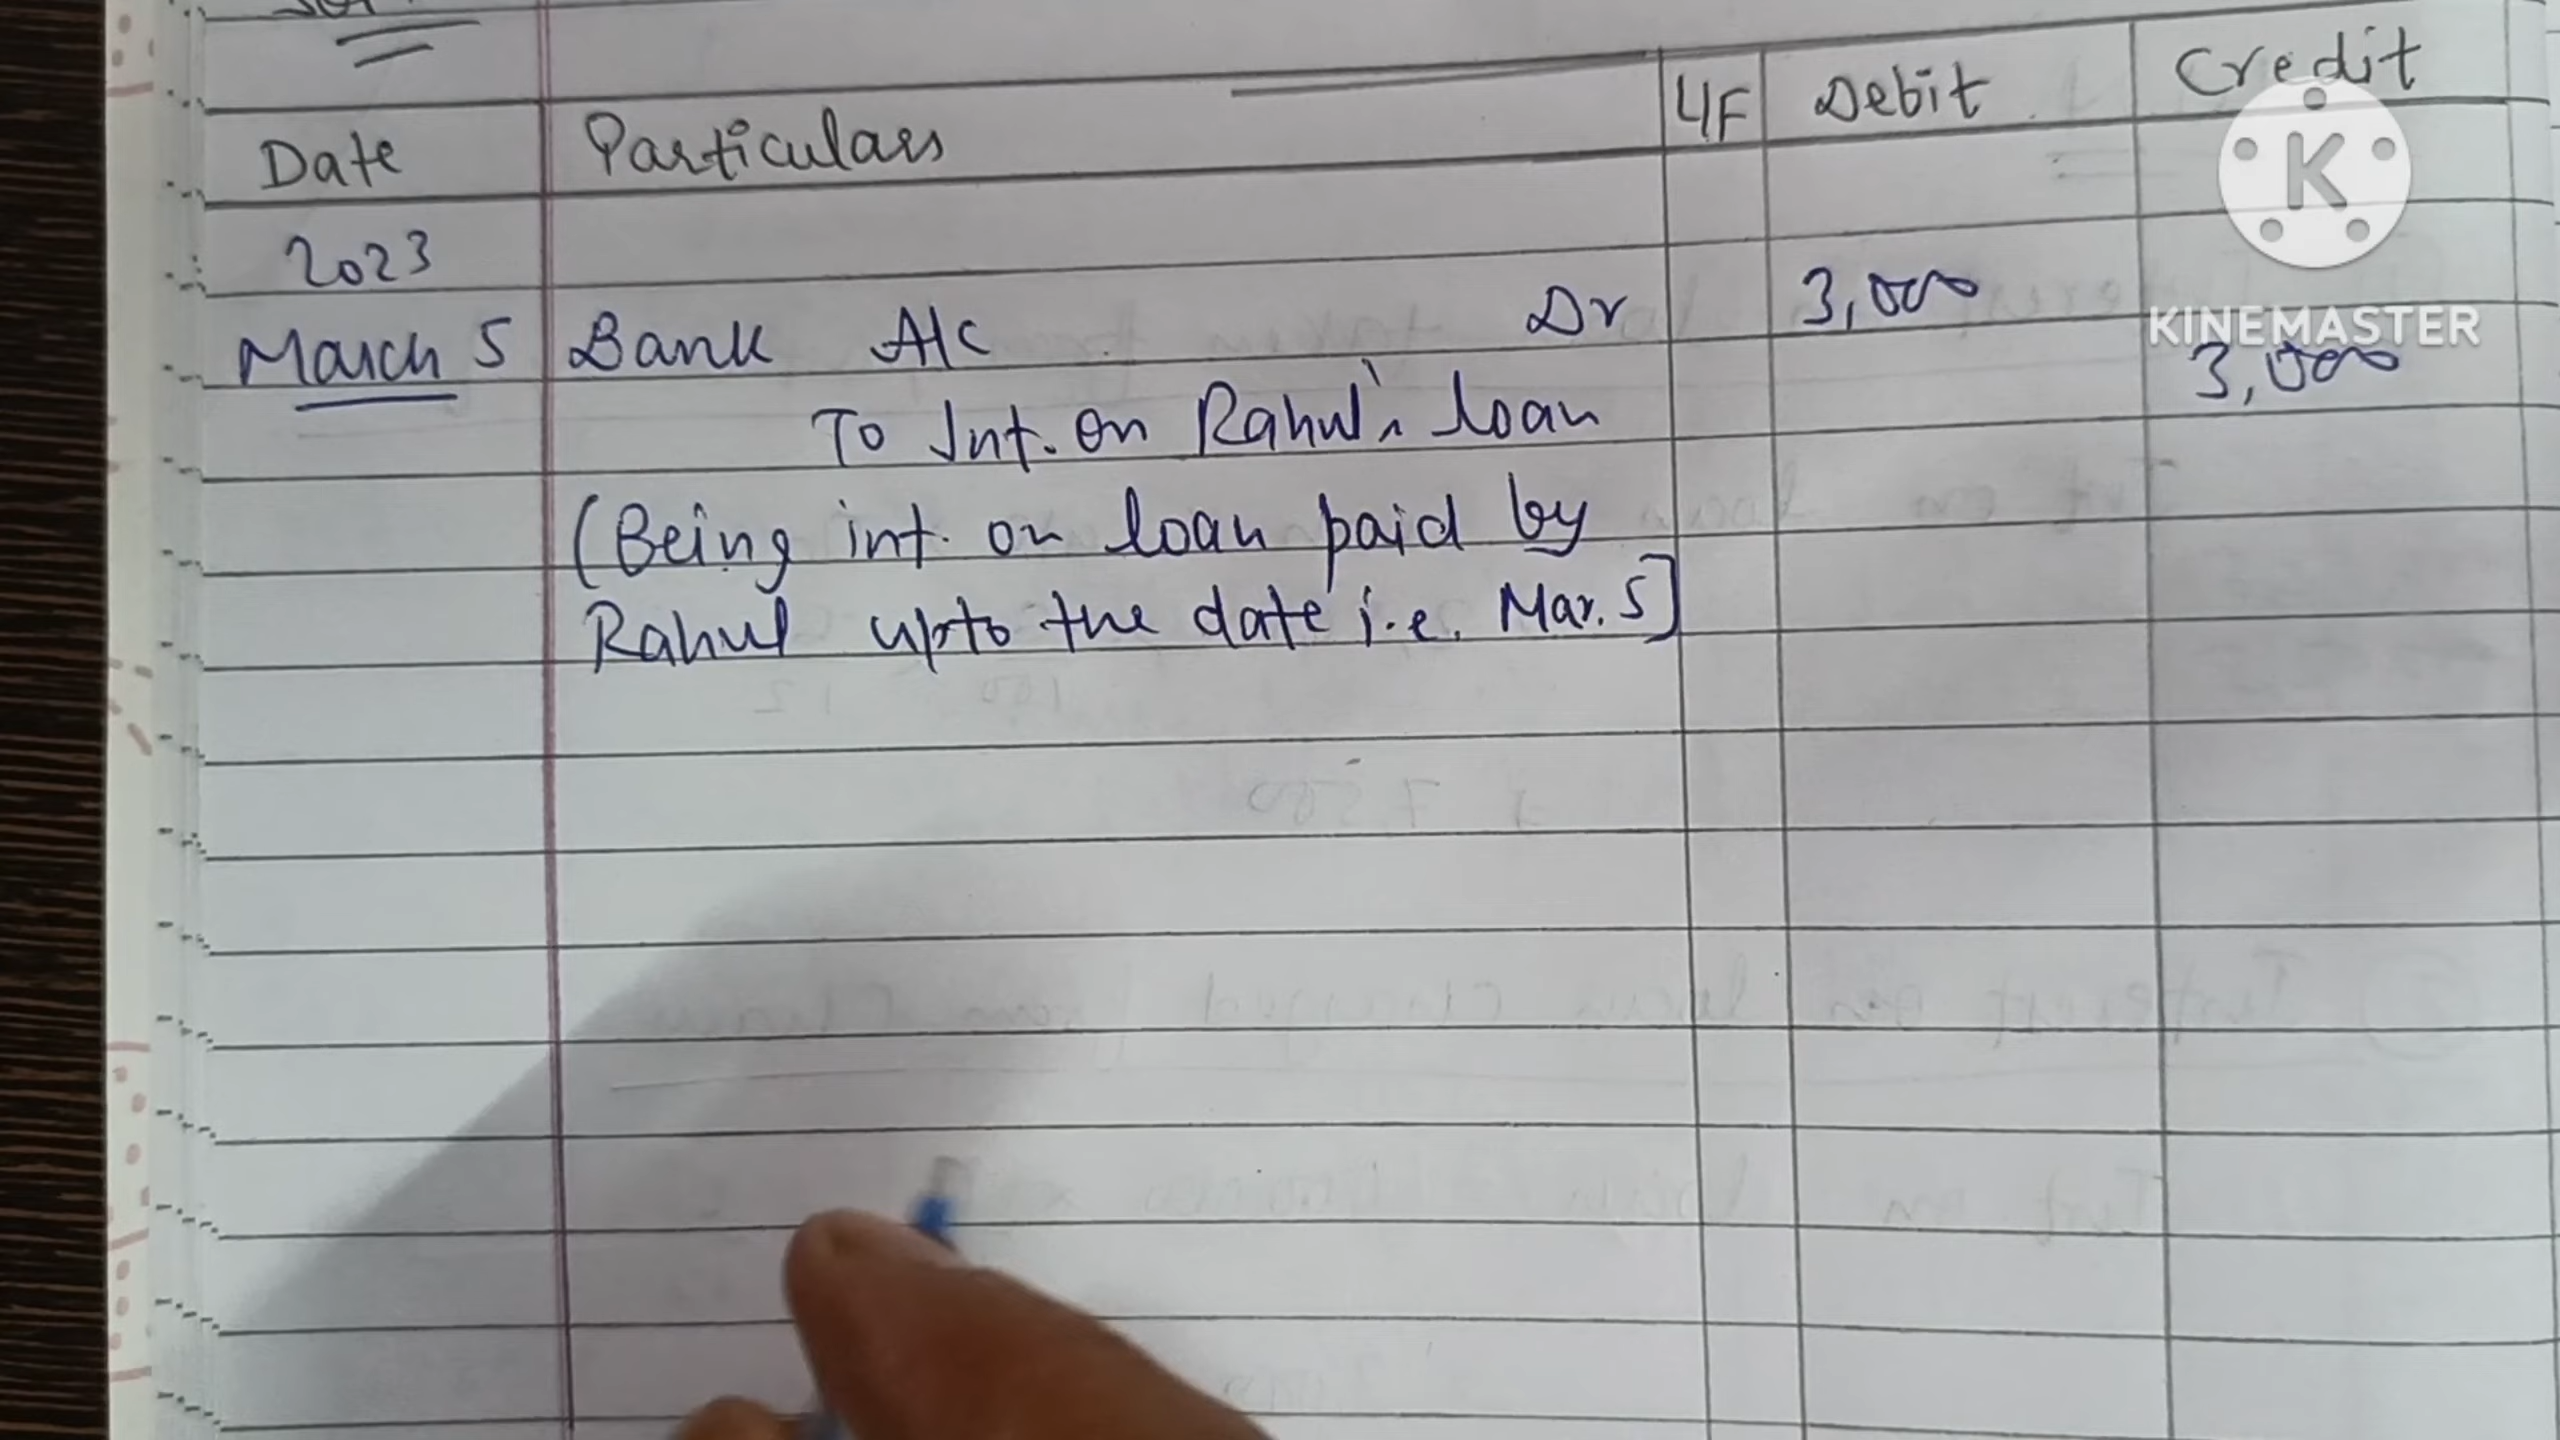 Date Particulars L/F Debit Credit
2023
March 5 Bank A/c Dr 3,000
To Int. on Rahul's loan 3,000
(Being int. on loan paid by
Rahul upto the date i.e. Mar. 5]
K
KINEMASTER